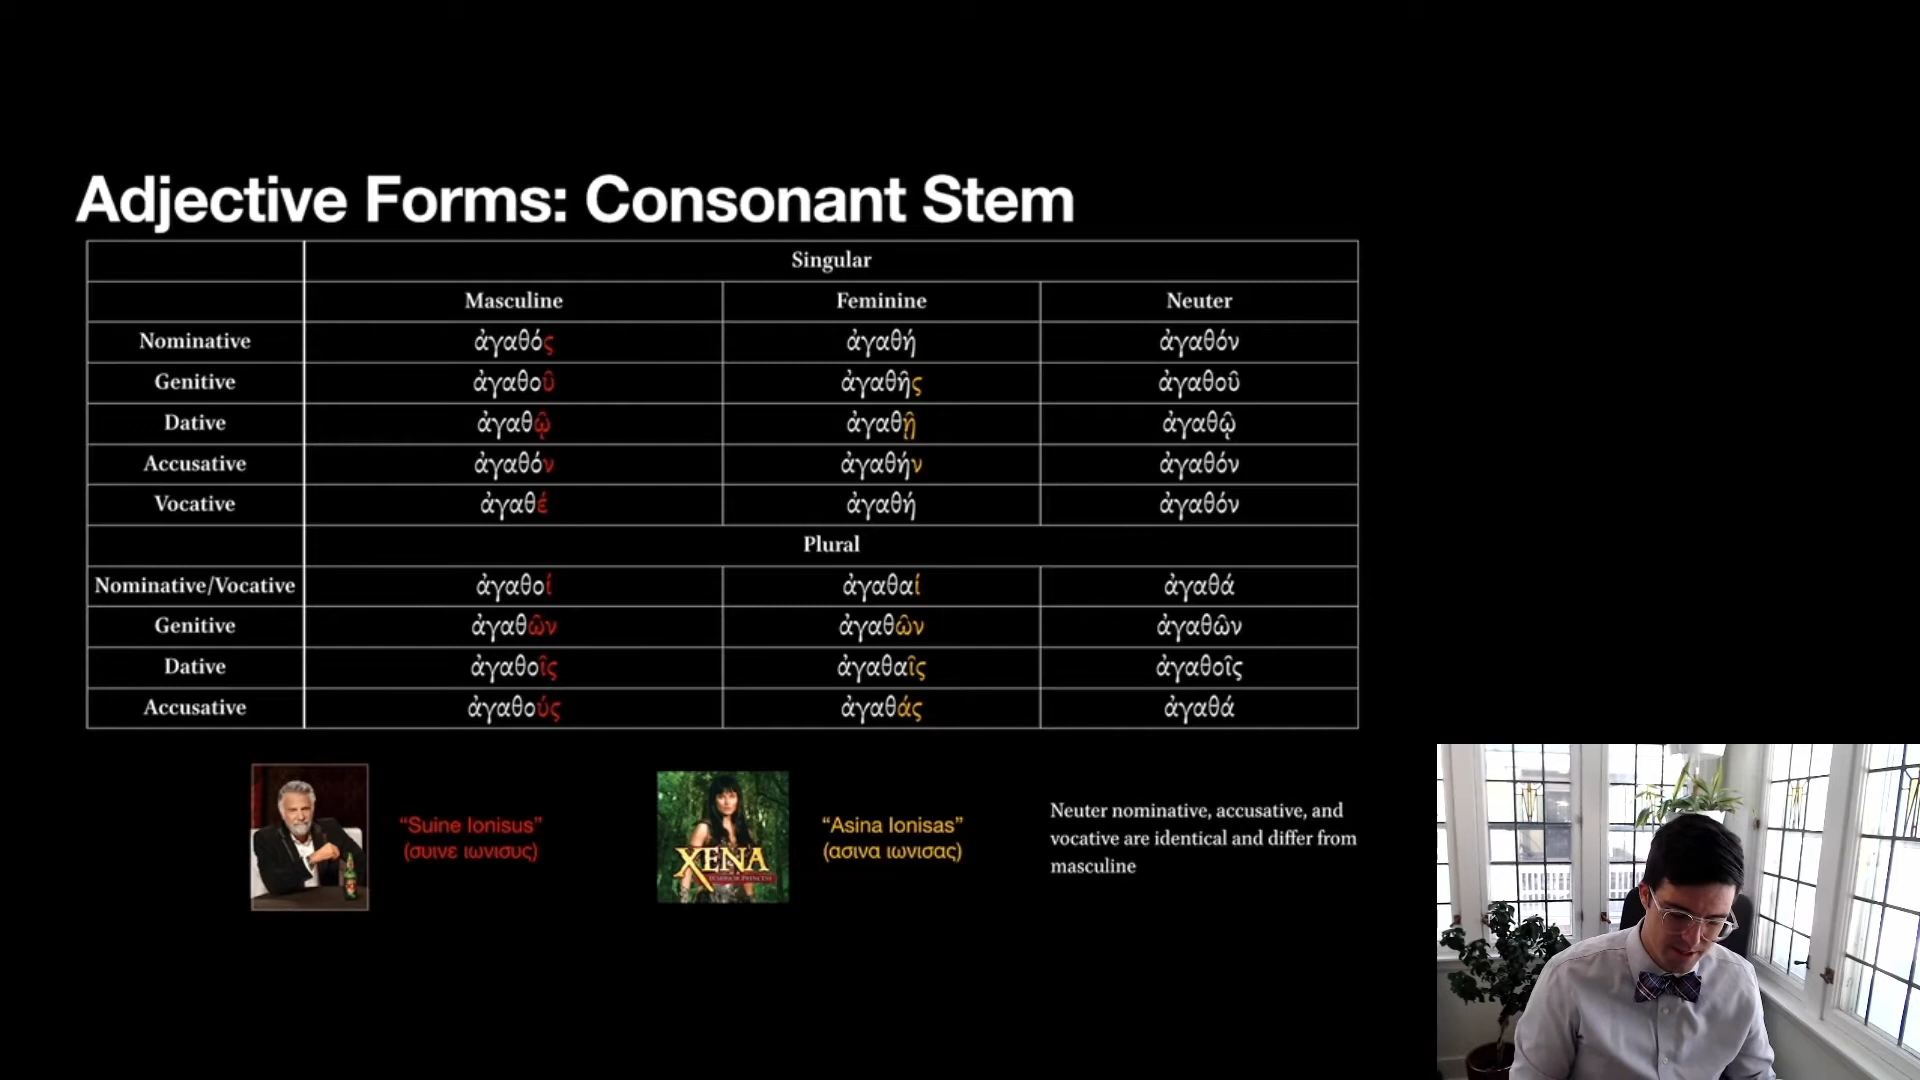 Adjective Forms: Consonant Stem
Singular
Masculine Feminine Neuter
Nominative ἀγαθός ἀγαθή ἀγαθόν
Genitive ἀγαθοῦ ἀγαθῆς ἀγαθοῦ
Dative ἀγαθῷ ἀγαθῇ ἀγαθῷ
Accusative ἀγαθόν ἀγαθήν ἀγαθόν
Vocative ἀγαθέ ἀγαθή ἀγαθόν
Plural
Nominative/Vocative ἀγαθοί ἀγαθαί ἀγαθά
Genitive ἀγαθῶν ἀγαθῶν ἀγαθῶν
Dative ἀγαθοῖς ἀγαθαῖς ἀγαθοῖς
Accusative ἀγαθούς ἀγαθάς ἀγαθά
“Suine Ionisus”
(συινε ιωνισυς)
XENA
WARRIOR PRINCESS
“Asina Ionisas”
(ασινα ιωνισας)
Neuter nominative, accusative, and
vocative are identical and differ from
masculine